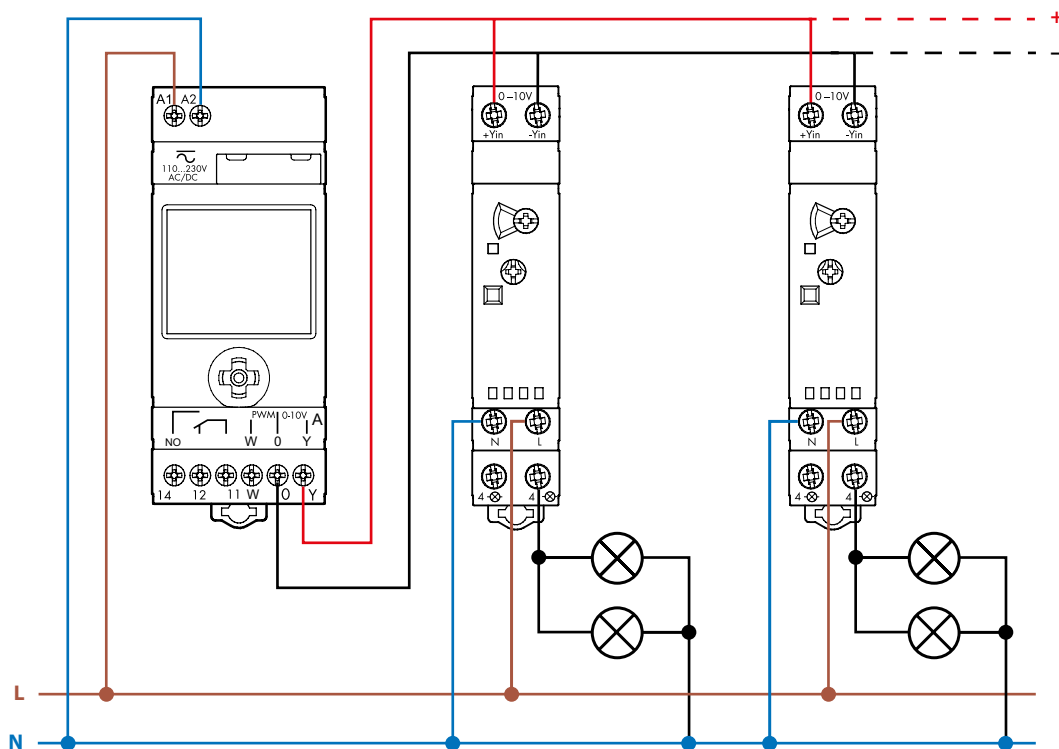 +
-
A1 A2
110...230V
AC/DC
PWM 0-10V A
NO W 0 Y
14 12 11 W 0 Y
0–10V
+Yin -Yin
N L
4 4
0–10V
+Yin -Yin
N L
4 4
L
N